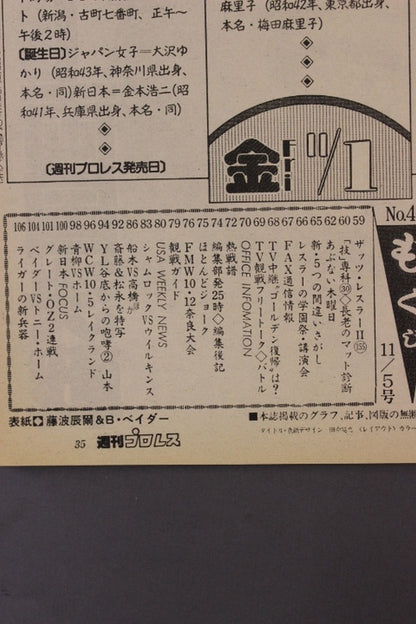 ト(新潟・古町七番町、正午〜
午後2時)
[誕生日]ジャパン女子=大沢ゆ
かり(昭和43年、神奈川県出身、
本名・同)新日本=金本浩二(昭
和41年、兵庫県出身、本名・同)
[週刊プロレス発売日]
麻里子(昭和42年、東京都出身、
本名・梅田麻里子)
金 Fri 11/1
No.4
もくじ
11/5号
106 104 101 100 98 96 94 92 86 83 80 79 77 75 74 72 70 69 68 67 66 65 62 60 59
ザッツ・レスラーⅡ(155)
「技」専科(30)◇長老のマット診断
あぶない木曜日
新・5つの間違いさがし
レスラーの学園祭・講演会
FAX通信情報
TV中継“ゴールデン復帰”は?
TV観戦フリートーク◇バトル
OFFICE INFOMATION
熱戦譜
編集部発25時◇編集後記
ほとんどジョーク
FMW10・12奈良大会
観戦ガイド
USA WEEKLY NEWS
シャムロックVSウイルキンス
船木VS高橋
斎藤&松永を特写
YL谷底からの咆哮② 山本
WCW10・5レイクランド
青柳VSホーム
新日本FOCUS
グレート・OZ2連戦
ベイダーVSトニー・ホーム
ライガーの新兵器
表紙 藤波辰爾&B・ベイダー
■本誌掲載のグラフ、記事、図版の無断
35 週刊プロレス